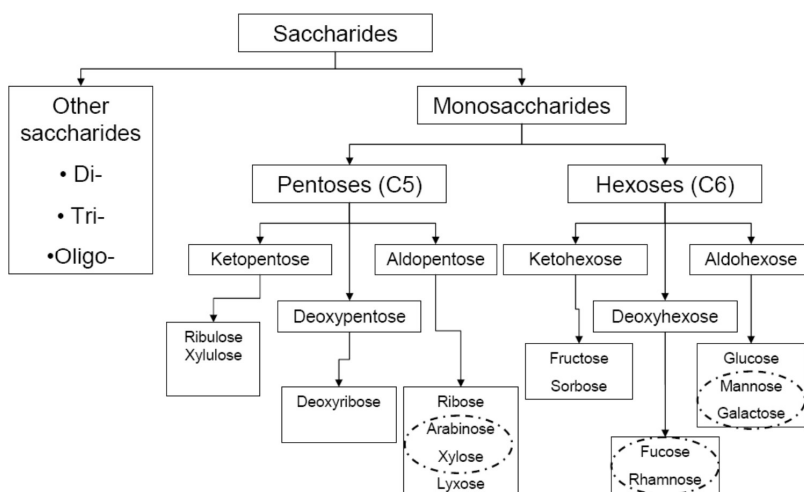 Saccharides
Other
saccharides
• Di-
• Tri-
•Oligo-
Monosaccharides
Pentoses (C5)
Hexoses (C6)
Ketopentose
Aldopentose
Ketohexose
Aldohexose
Deoxypentose
Deoxyhexose
Ribulose
Xylulose
Deoxyribose
Ribose
Arabinose
Xylose
Lyxose
Fructose
Sorbose
Fucose
Rhamnose
Glucose
Mannose
Galactose